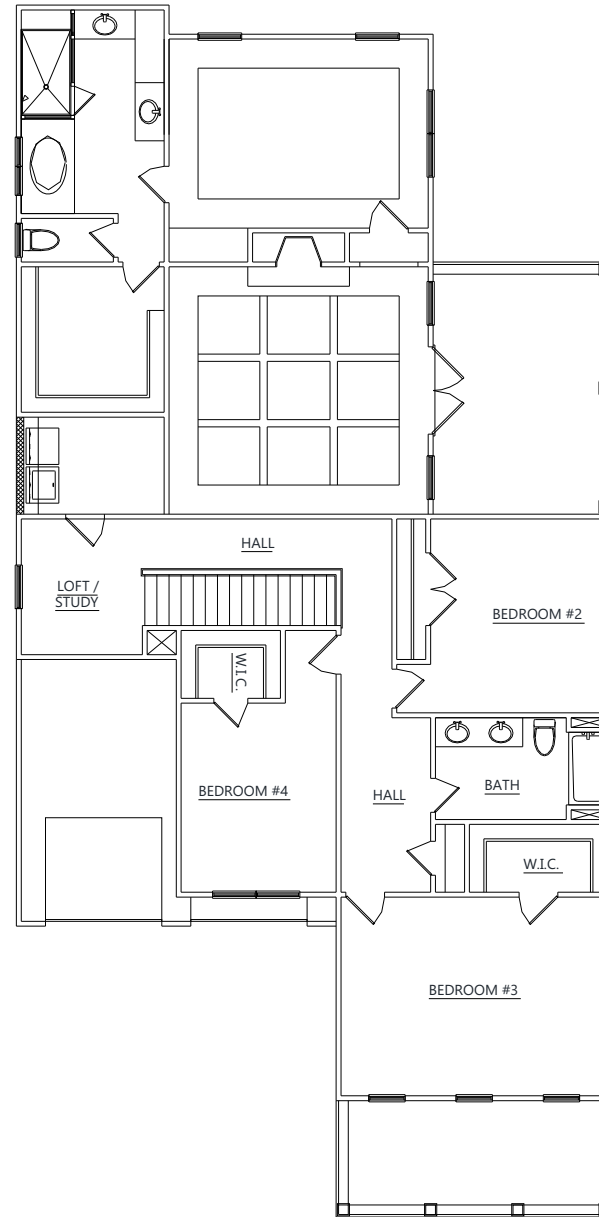 HALL
LOFT /
STUDY
BEDROOM #2
W.I.C.
BEDROOM #4
HALL
BATH
W.I.C.
BEDROOM #3